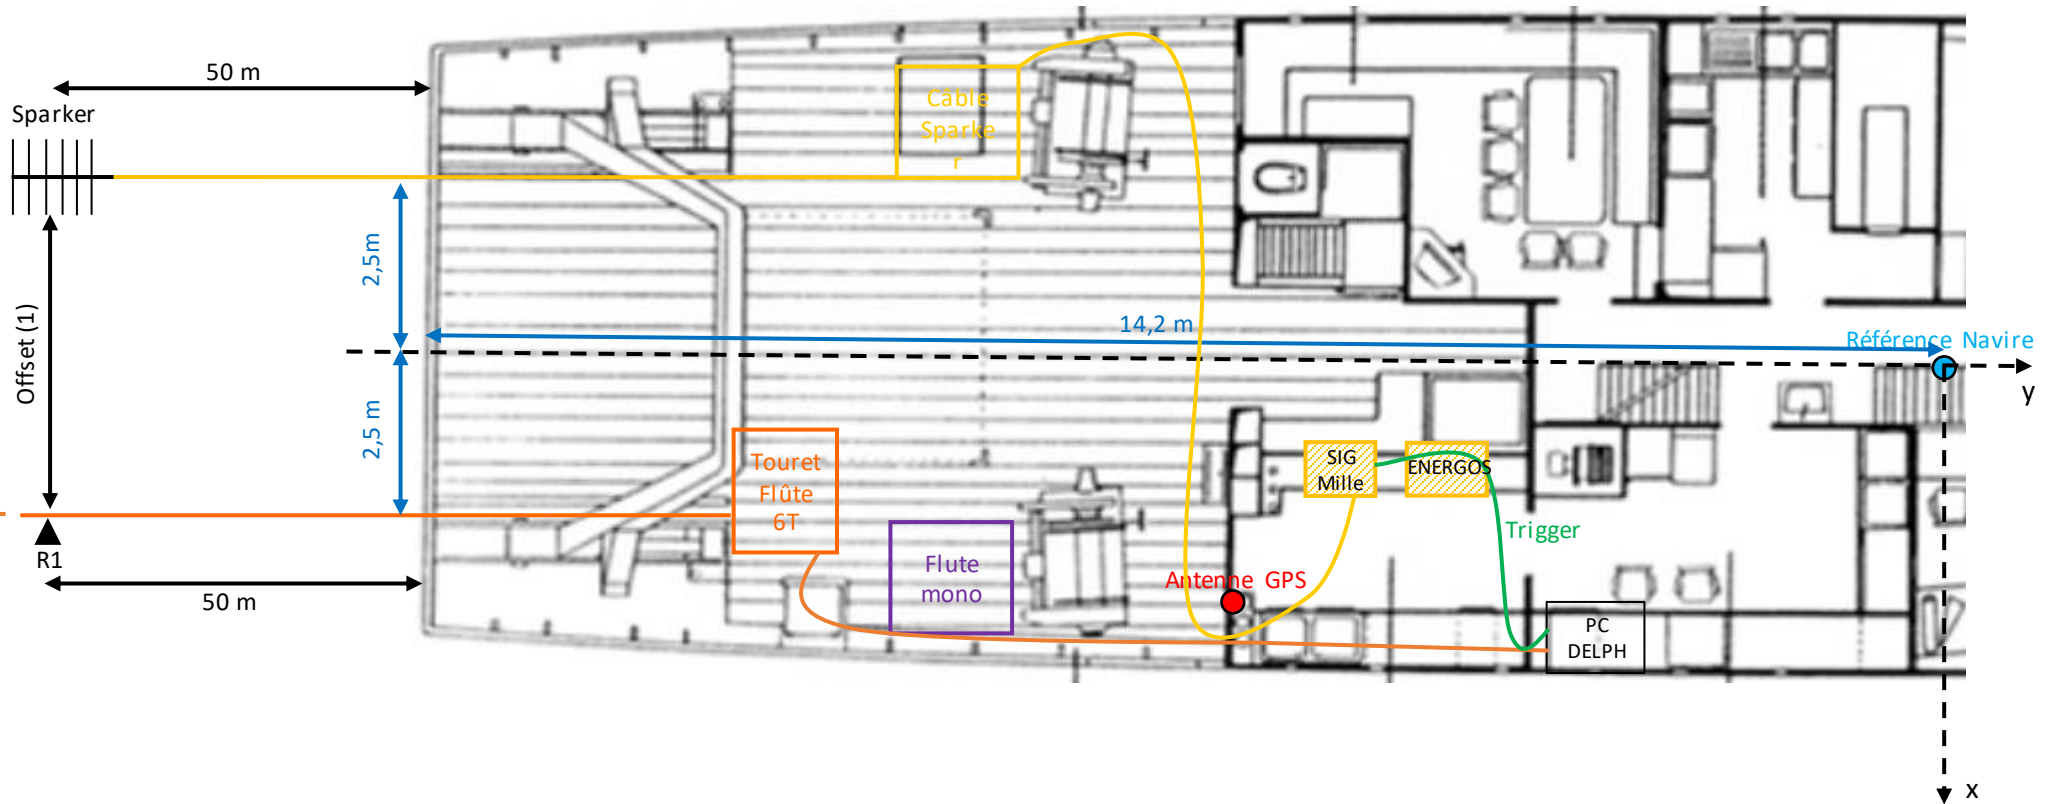 50 m
Sparker
Câble
Sparke
r
2,5m
Offset (1)
14,2 m
Référence Navire
y
2,5 m
Touret
Flûte
6T
SIG
Mille
ENERGOS
Trigger
R1
Flute
mono
Antenne GPS
50 m
PC
DELPH
x